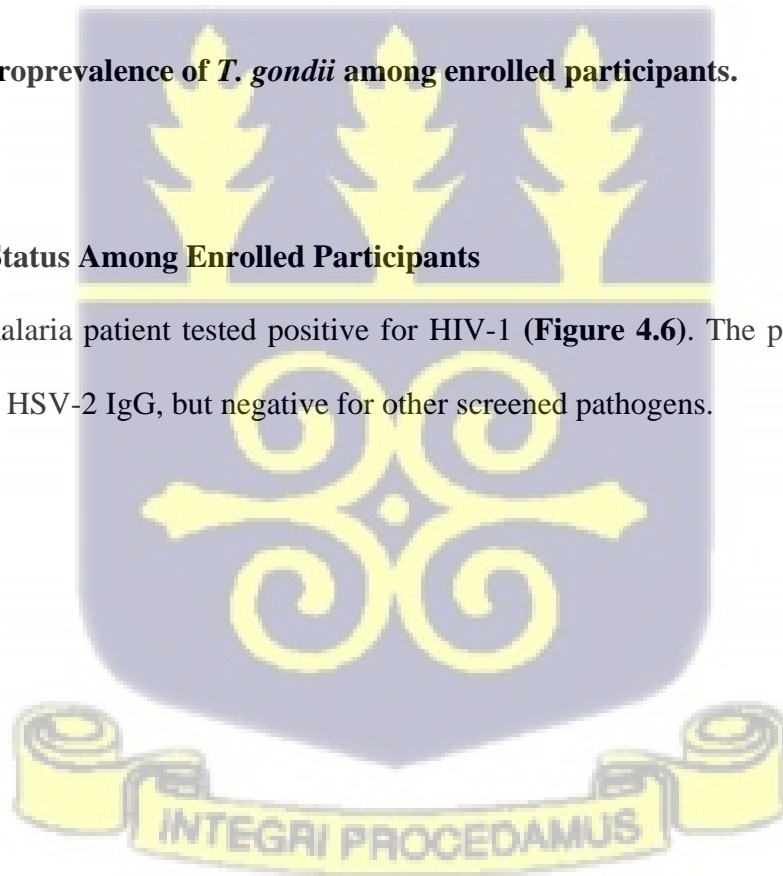 roprevalence of T. gondii among enrolled participants.
Status Among Enrolled Participants
alaria patient tested positive for HIV-1 (Figure 4.6). The p
HSV-2 IgG, but negative for other screened pathogens.
INTEGRI PROCEDAMUS